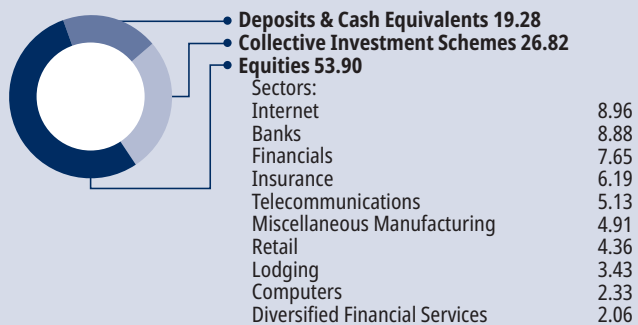 Deposits & Cash Equivalents 19.28
Collective Investment Schemes 26.82
Equities 53.90
Sectors:
Internet 8.96
Banks 8.88
Financials 7.65
Insurance 6.19
Telecommunications 5.13
Miscellaneous Manufacturing 4.91
Retail 4.36
Lodging 3.43
Computers 2.33
Diversified Financial Services 2.06